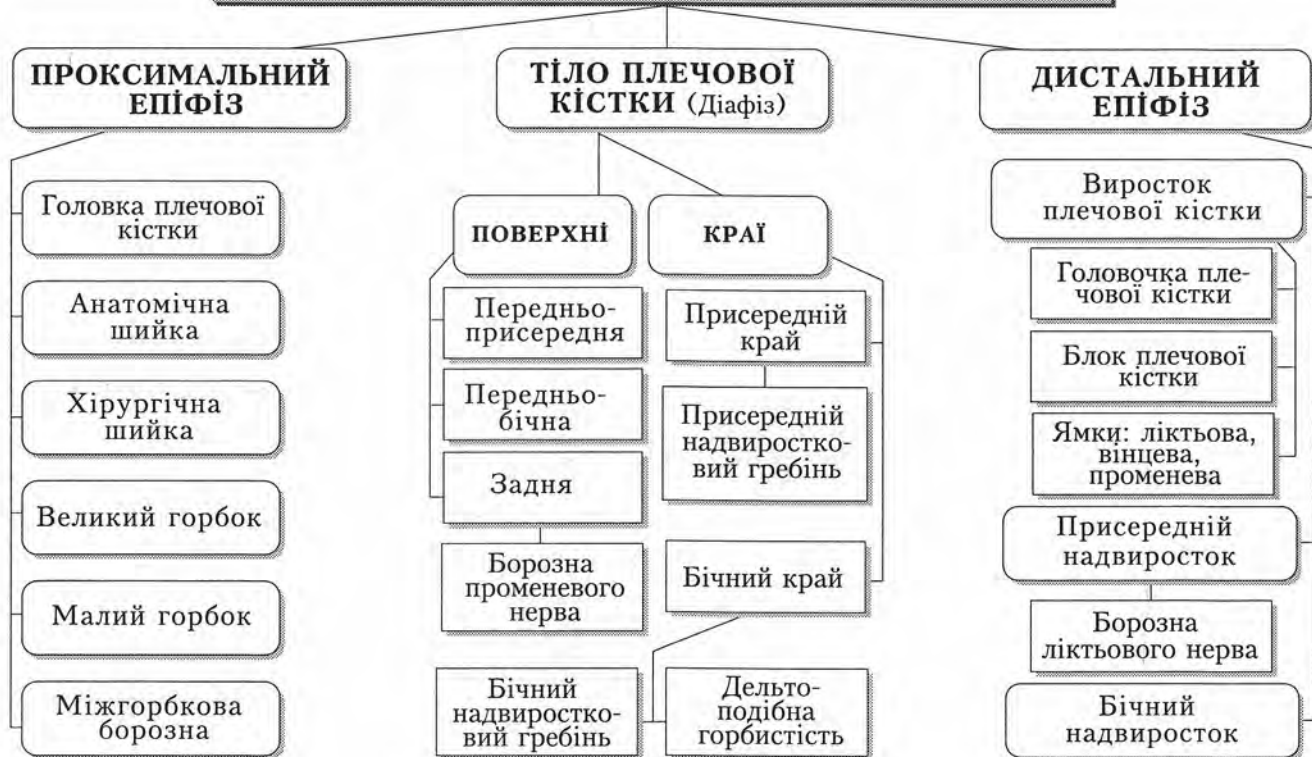 ПРОКСИМАЛЬНИЙ
ЕПІФІЗ
Головка плечової
кістки
Анатомічна
шийка
Хірургічна
шийка
Великий горбок
Малий горбок
Міжгорбкова
борозна
ТІЛО ПЛЕЧОВОЇ
КІСТКИ (Діафіз)
ПОВЕРХНІ
Передньо-
присередня
Передньо-
бічна
Задня
Борозна
променевого
нерва
КРАЇ
Присередній
край
Присередній
надвиростко-
вий гребінь
Бічний край
Бічний
надвиростко-
вий гребінь
Дельто-
подібна
горбистість
ДИСТАЛЬНИЙ
ЕПІФІЗ
Виросток
плечової кістки
Головочка пле-
чової кістки
Блок плечової
кістки
Ямки: ліктьова,
вінцева,
променева
Присередній
надвиросток
Борозна
ліктьового нерва
Бічний
надвиросток